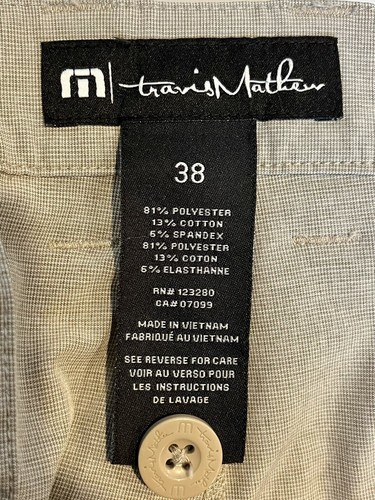 m | travisMathew
38
81% POLYESTER
13% COTTON
6% SPANDEX
81% POLYESTER
13% COTON
6% ELASTHANNE
RN# 123280
CA# 07099
MADE IN VIETNAM
FABRIQUÉ AU VIETNAM
SEE REVERSE FOR CARE
VOIR AU VERSO POUR
LES INSTRUCTIONS
DE LAVAGE
travisMathew
m